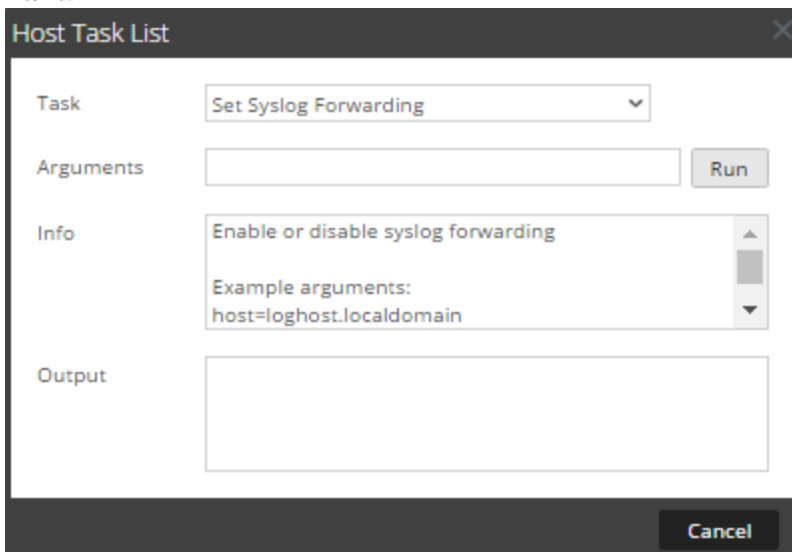 Host Task List
Task
Set Syslog Forwarding
Arguments
Run
Info
Enable or disable syslog forwarding
Example arguments:
host=loghost.localdomain
Output
Cancel